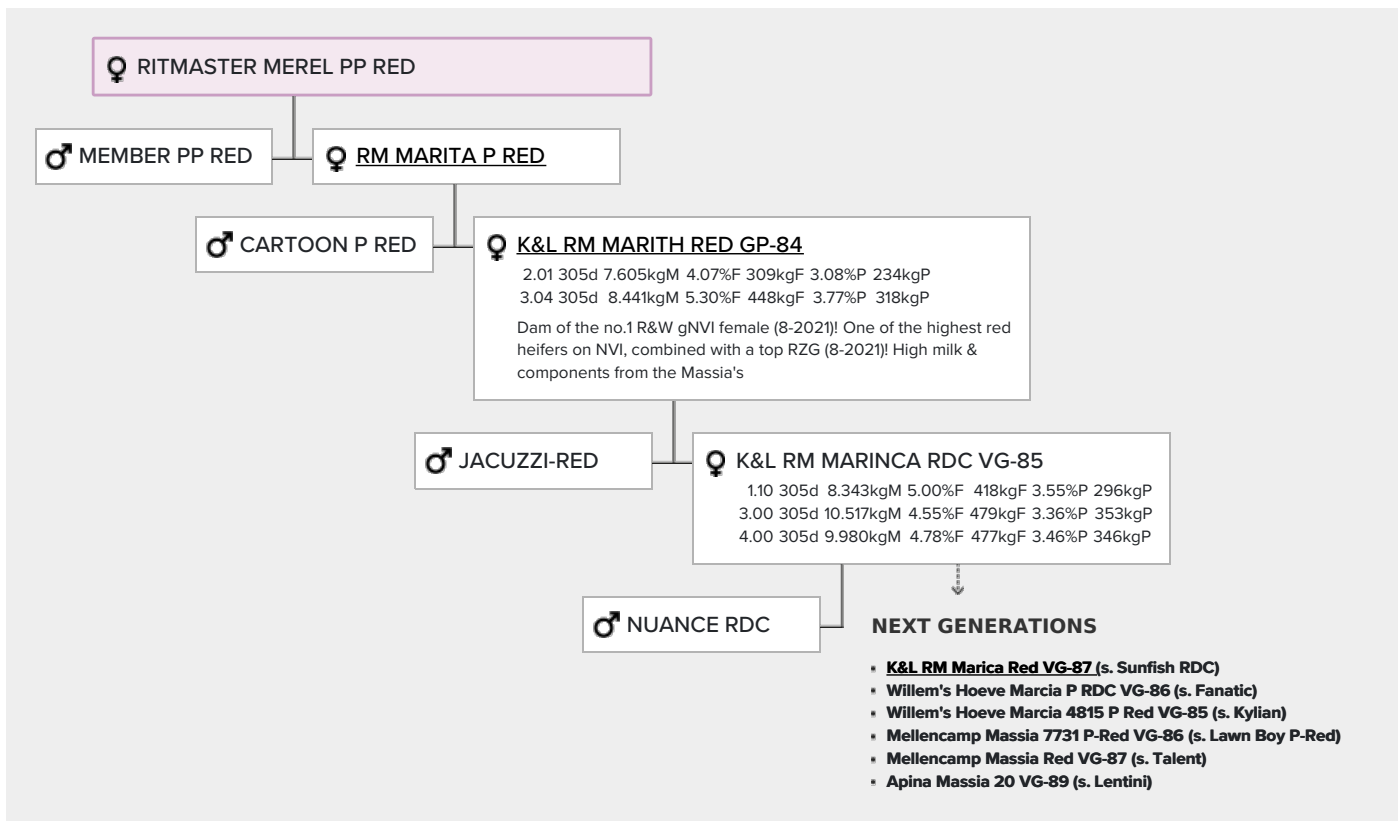 RITMASTER MEREL PP RED
MEMBER PP RED
RM MARITA P RED
CARTOON P RED
K&L RM MARITH RED GP-84
2.01 305d 7.605kgM 4.07%F 309kgF 3.08%P 234kgP
3.04 305d 8.441kgM 5.30%F 448kgF 3.77%P 318kgP
Dam of the no.1 R&W gNVI female (8-2021)! One of the highest red
heifers on NVI, combined with a top RZG (8-2021)! High milk &
components from the Massia's
JACUZZI-RED
K&L RM MARINCA RDC VG-85
1.10 305d 8.343kgM 5.00%F 418kgF 3.55%P 296kgP
3.00 305d 10.517kgM 4.55%F 479kgF 3.36%P 353kgP
4.00 305d 9.980kgM 4.78%F 477kgF 3.46%P 346kgP
NUANCE RDC
NEXT GENERATIONS
K&L RM Marica Red VG-87 (s. Sunfish RDC)
Willem's Hoeve Marcia P RDC VG-86 (s. Fanatic)
Willem's Hoeve Marcia 4815 P Red VG-85 (s. Kylian)
Mellencamp Massia 7731 P-Red VG-86 (s. Lawn Boy P-Red)
Mellencamp Massia Red VG-87 (s. Talent)
Apina Massia 20 VG-89 (s. Lentini)